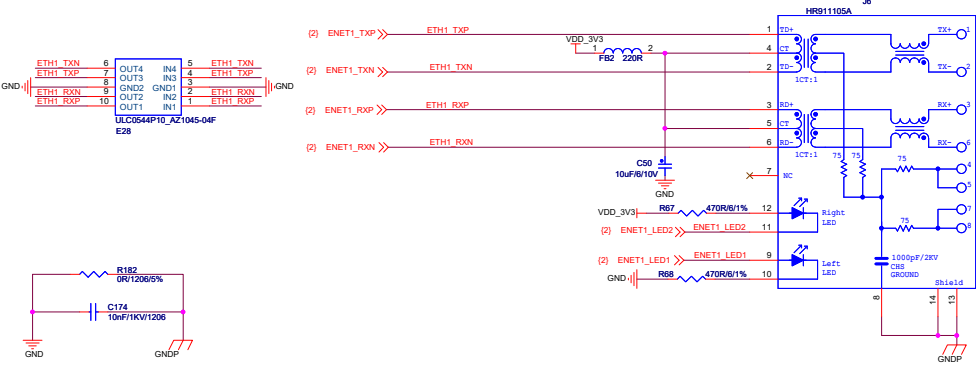 J6
HR911105A
{2} ENET1_TXP ETH1_TXP 1 TD+ TX+ 1
VDD_3V3 1 2 4 CT
FB2 220R
{2} ENET1_TXN ETH1_TXN 2 TD- TX- 2
1CT:1
ETH1_TXN 6 OUT4 IN4 5 ETH1_TXN
ETH1_TXP 7 OUT3 IN3 4 ETH1_TXP
GND 8 GND2 GND1 3 GND
ETH1_RXN 9 OUT2 IN2 2 ETH1_RXN
ETH1_RXP 10 OUT1 IN1 1 ETH1_RXP
ULC0544P10_AZ1045-04F
E28
{2} ENET1_RXP ETH1_RXP 3 RD+ RX+ 3
5 CT
{2} ENET1_RXN ETH1_RXN 6 RD- RX- 6
1CT:1
75 75 75 4
C50
10uF/6/10V
GND
7 NC
5
VDD_3V3 R67 470R/6/1% 12 Right
LED
7
{2} ENET1_LED2 ENET1_LED2 11
75 8
{2} ENET1_LED1 ENET1_LED1 9 Left
LED
GND R68 470R/6/1% 10
1000pF/2KV
CHS
GROUND
Shield
8 14 13
GNDP
R182
0R/1206/5%
C174
10nF/1KV/1206
GND GNDP